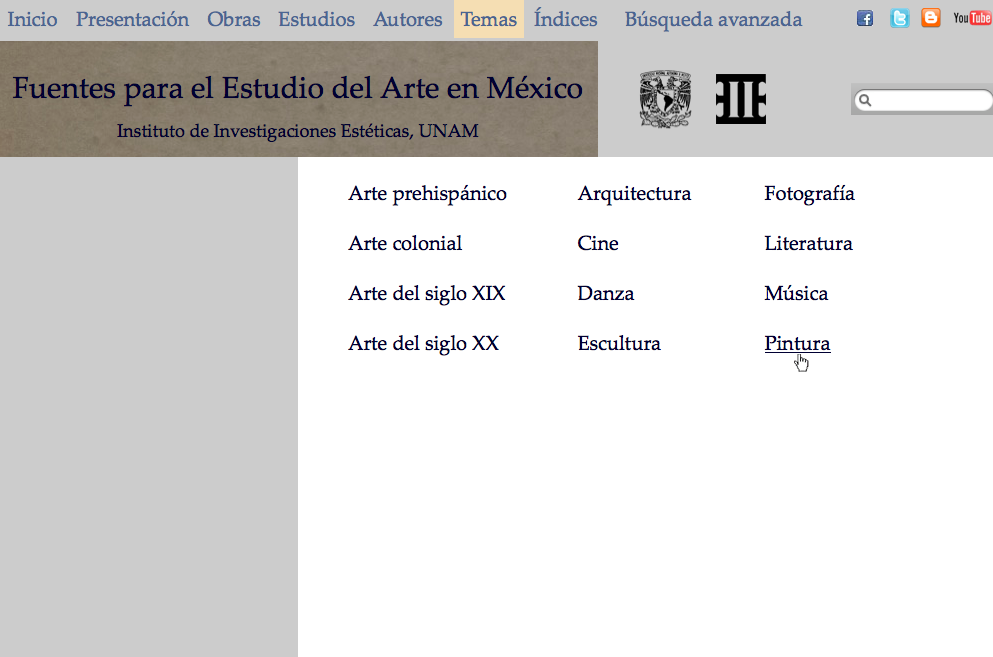 Inicio Presentación Obras Estudios Autores Temas Índices Búsqueda avanzada You Tube
Fuentes para el Estudio del Arte en México
Instituto de Investigaciones Estéticas, UNAM
Arte prehispánico Arquitectura Fotografía
Arte colonial Cine Literatura
Arte del siglo XIX Danza Música
Arte del siglo XX Escultura Pintura